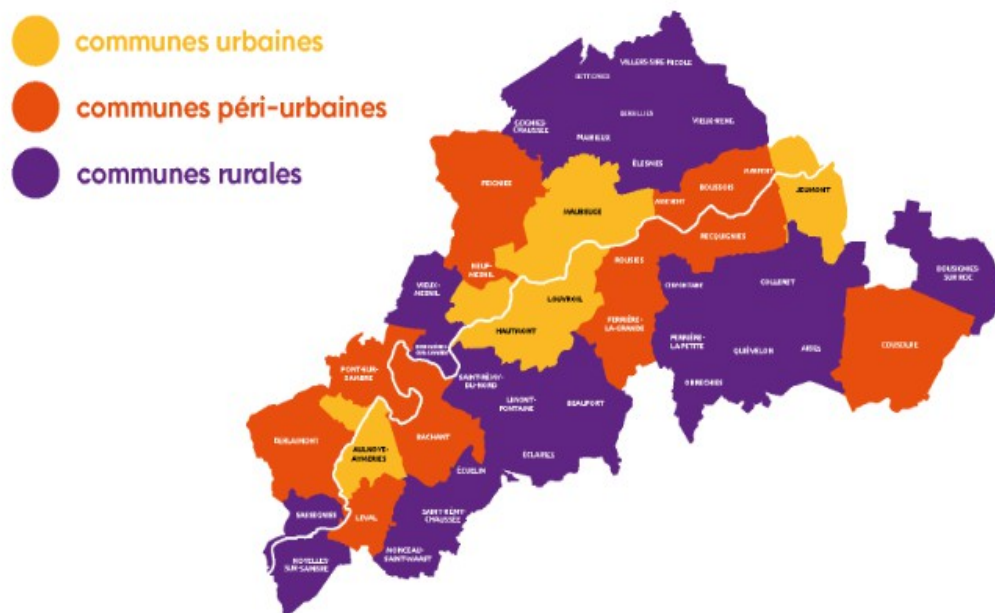 communes urbaines
communes péri-urbaines
communes rurales
VILLERS-SIRE-NICOLE
BETTIGNIES
BERSILLIES
VIEUX-RENG
GOGNIES-
CHAUSSÉE
MAIRIEUX
ÉLESMES
MARPENT
BOUSSOIS
JEUMONT
FEIGNIES
ASSEVENT
MAUBEUGE
RECQUIGNIES
ROUSIES
NEUF-
MESNIL
BOUSIGNIES
SUR ROC
VIEUX-
MESNIL
COLLERET
CERFONTAINE
LOUVROIL
HAUTMONT
FERRIÈRE-
LA-GRANDE
FERRIÈRE-
LA-PETITE
QUIÉVELON
AIBES
COUSOLRE
PONT-SUR-
SAMBRE
SAINT-RÉMY-
DU-NORD
OBRECHIES
LIMONT-
FONTAINE
BEAUFORT
BERLAIMONT
BACHANT
AULNOYE-
AYMERIES
ÉCLAIBES
ÉCUÉLIN
SASSEGNIES
LEVAL
SAINT-RÉMY-
CHAUSSÉE
NOYELLES-
SUR-SAMBRE
MONCEAU-
SAINT-WAAST